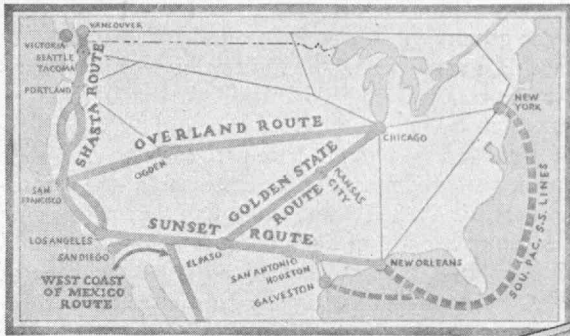 VANCOUVER
VICTORIA
SEATTLE
TACOMA
PORTLAND
SHASTA ROUTE
OVERLAND ROUTE
OGDEN
CHICAGO
NEW
YORK
GOLDEN STATE
ROUTE
KANSAS
CITY
SAN
FRANCISCO
LOS ANGELES
SAN DIEGO
SUNSET ROUTE
EL PASO
SAN ANTONIO
HOUSTON
GALVESTON
NEW ORLEANS
WEST COAST
OF MEXICO
ROUTE
SOU. PAC. S.S. LINES